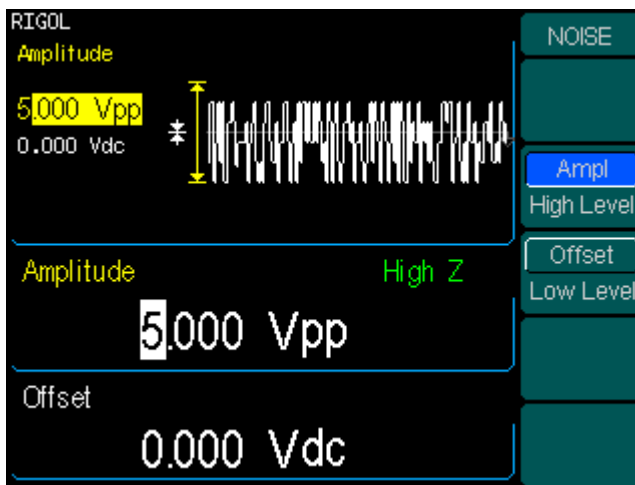 RIGOL
Amplitude
5.000 Vpp
0.000 Vdc
NOISE
Ampl
High Level
Offset
Low Level
Amplitude
High Z
5.000 Vpp
Offset
0.000 Vdc